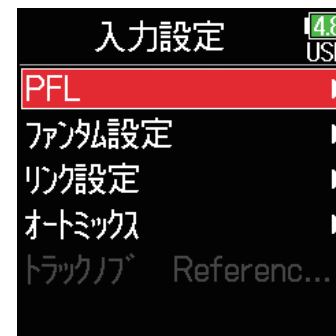 入力設定
4.8
USB
PFL
ファンタム設定
リンク設定
オートミックス
トラックノブ Referenc...